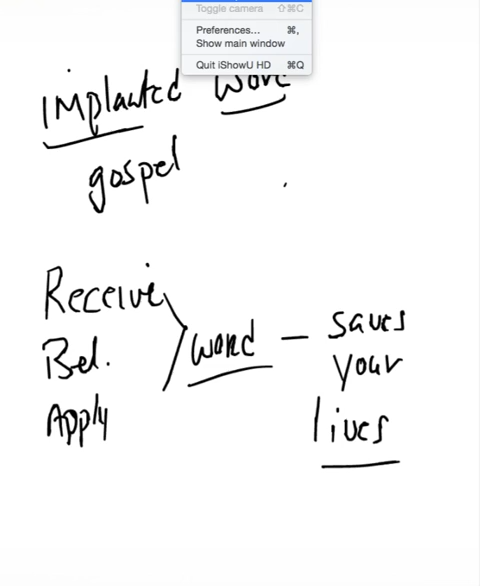 Toggle camera ⇧⌘C
Preferences... ⌘,
Show main window
Quit iShowU HD ⌘Q
implanted word
gospel
Receive
Bel.
Apply
word – saves
your
lives